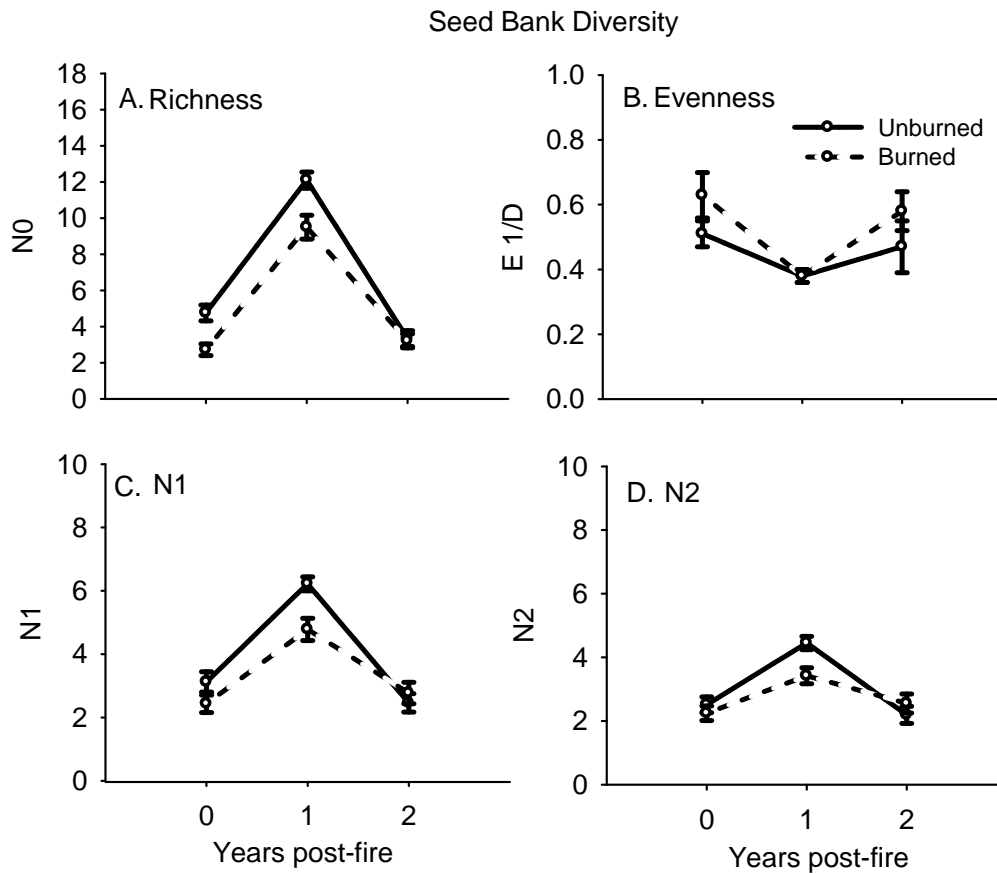 Seed Bank Diversity
A. Richness
N0
18
16
14
12
10
8
6
4
2
0
B. Evenness
Unburned
Burned
E 1/D
1.0
0.8
0.6
0.4
0.2
0.0
C. N1
N1
10
8
6
4
2
0
0 1 2
Years post-fire
D. N2
N2
10
8
6
4
2
0
0 1 2
Years post-fire